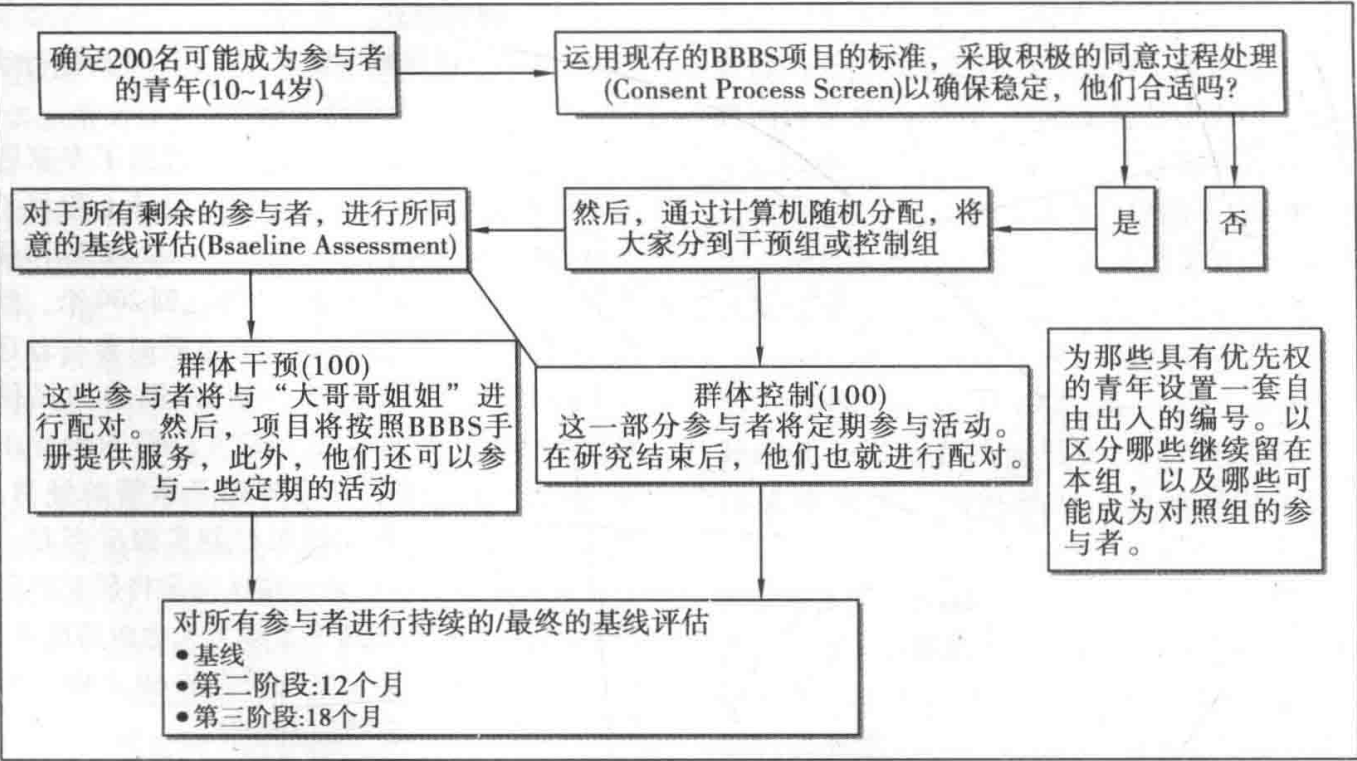 确定200名可能成为参与者
的青年(10~14岁)
运用现存的BBBS项目的标准，采取积极的同意过程处理
(Consent Process Screen)以确保稳定，他们合适吗?
是
否
然后，通过计算机随机分配，将
大家分到干预组或控制组
对于所有剩余的参与者，进行所同
意的基线评估(Bsaeline Assessment)
群体干预(100)
这些参与者将与“大哥哥姐姐”进
行配对。然后，项目将按照BBBS手
册提供服务，此外，他们还可以参
与一些定期的活动
群体控制(100)
这一部分参与者将定期参与活动。
在研究结束后，他们也就进行配对。
为那些具有优先权
的青年设置一套自
由出人的编号。以
区分哪些继续留在
本组，以及哪些可
能成为对照组的参
与者。
对所有参与者进行持续的/最终的基线评估
●基线
●第二阶段:12个月
●第三阶段:18个月